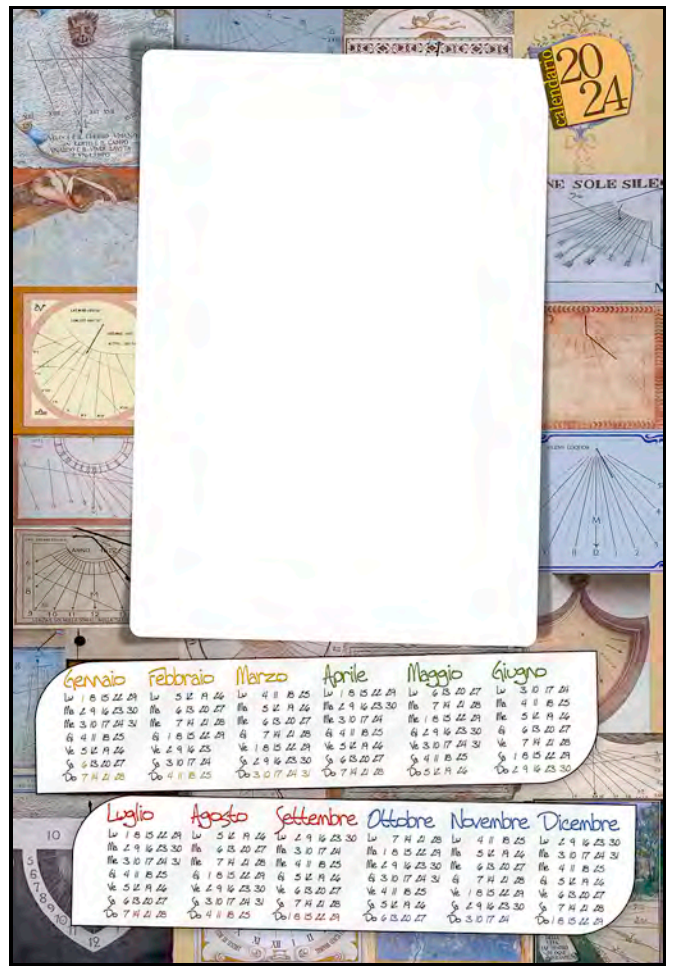 calendario
20
24
NE SOLE SILES
Gennaio Febbraio Marzo Aprile Maggio Giugno
Lu 1 8 15 22 29 Lu 5 12 19 26 Lu 4 11 18 25 Lu 1 8 15 22 29 Lu 6 13 20 27 Lu 3 10 17 24
Ma 2 9 16 23 30 Ma 6 13 20 27 Ma 5 12 19 26 Ma 2 9 16 23 30 Ma 7 14 21 28 Ma 4 11 18 25
Me 3 10 17 24 31 Me 7 14 21 28 Me 6 13 20 27 Me 3 10 17 24 Me 1 8 15 22 29 Me 5 12 19 26
Gi 4 11 18 25 Gi 1 8 15 22 29 Gi 7 14 21 28 Gi 4 11 18 25 Gi 2 9 16 23 30 Gi 6 13 20 27
Ve 5 12 19 26 Ve 2 9 16 23 Ve 1 8 15 22 29 Ve 5 12 19 26 Ve 3 10 17 24 31 Ve 7 14 21 28
Sa 6 13 20 27 Sa 3 10 17 24 Sa 2 9 16 23 30 Sa 6 13 20 27 Sa 4 11 18 25 Sa 1 8 15 22 29
Do 7 14 21 28 Do 4 11 18 25 Do 3 10 17 24 31 Do 7 14 21 28 Do 5 12 19 26 Do 2 9 16 23 30
Luglio Agosto Settembre Ottobre Novembre Dicembre
Lu 1 8 15 22 29 Lu 5 12 19 26 Lu 2 9 16 23 30 Lu 7 14 21 28 Lu 4 11 18 25 Lu 2 9 16 23 30
Ma 2 9 16 23 30 Ma 6 13 20 27 Ma 3 10 17 24 Ma 1 8 15 22 29 Ma 5 12 19 26 Ma 3 10 17 24 31
Me 3 10 17 24 31 Me 7 14 21 28 Me 4 11 18 25 Me 2 9 16 23 30 Me 6 13 20 27 Me 4 11 18 25
Gi 4 11 18 25 Gi 1 8 15 22 29 Gi 5 12 19 26 Gi 3 10 17 24 31 Gi 7 14 21 28 Gi 5 12 19 26
Ve 5 12 19 26 Ve 2 9 16 23 30 Ve 6 13 20 27 Ve 4 11 18 25 Ve 1 8 15 22 29 Ve 6 13 20 27
Sa 6 13 20 27 Sa 3 10 17 24 31 Sa 7 14 21 28 Sa 5 12 19 26 Sa 2 9 16 23 30 Sa 7 14 21 28
Do 7 14 21 28 Do 4 11 18 25 Do 1 8 15 22 29 Do 6 13 20 27 Do 3 10 17 24 Do 1 8 15 22 29